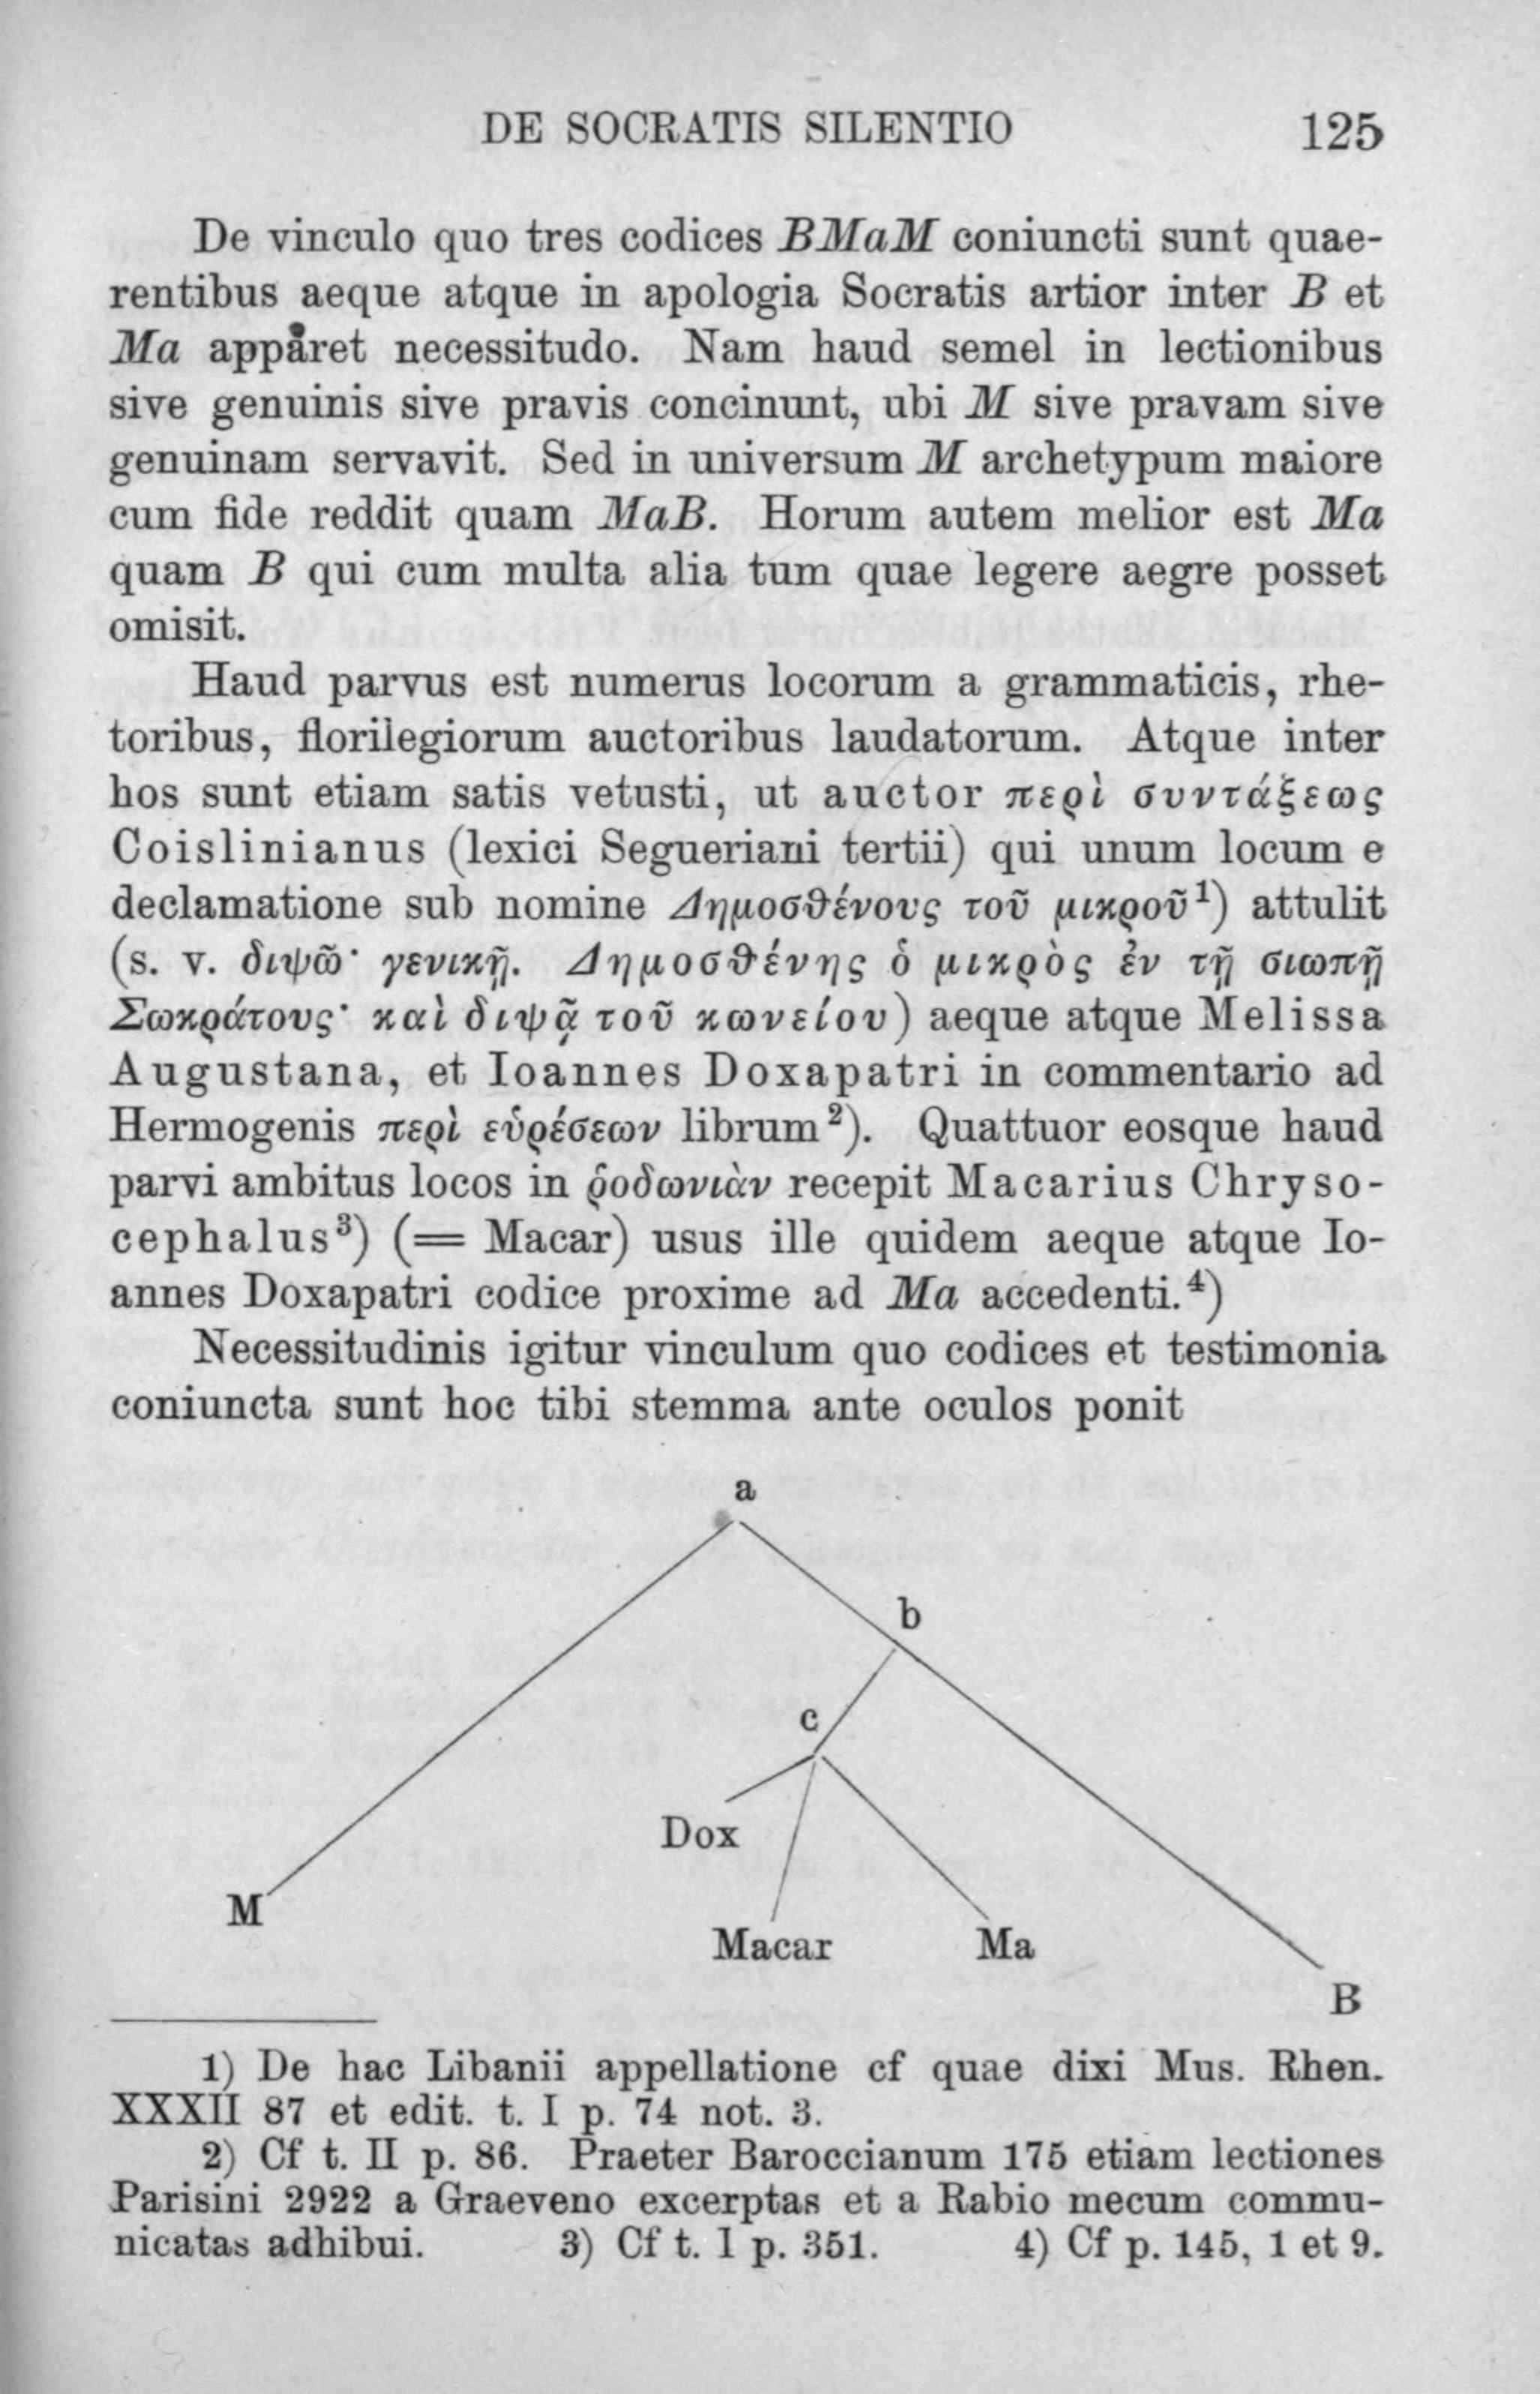 DE SOCRATIS SILENTIO 125
De vinculo quo tres codices BMaM coniuncti sunt quae-
rentibus aeque atque in apologia Socratis artior inter B et
Ma apparet necessitudo. Nam haud semel in lectionibus
sive genuinis sive pravis concinunt, ubi M sive pravam sive
genuinam servavit. Sed in universum M archetypum maiore
cum fide reddit quam MaB. Horum autem melior est Ma
quam B qui cum multa alia tum quae legere aegre posset
omisit.
Haud parvus est numerus locorum a grammaticis, rhe-
toribus, florilegiorum auctoribus laudatorum. Atque inter
hos sunt etiam satis vetusti, ut auctor περὶ συντάξεως
Coislinianus (lexici Segueriani tertii) qui unum locum e
declamatione sub nomine Δημοσθένους τοῦ μικροῦ¹) attulit
(s. v. διψῶ· γενικῇ. Δημοσθένης ὁ μικρὸς ἐν τῇ σιωπῇ
Σωκράτους· καὶ διψᾷ τοῦ κωνείου) aeque atque Melissa
Augustana, et Ioannes Doxapatri in commentario ad
Hermogenis περὶ εὑρέσεων librum²). Quattuor eosque haud
parvi ambitus locos in ῥοδωνιὰν recepit Macarius Chryso-
cephalus³) (= Macar) usus ille quidem aeque atque Io-
annes Doxapatri codice proxime ad Ma accedenti.⁴)
Necessitudinis igitur vinculum quo codices et testimonia
coniuncta sunt hoc tibi stemma ante oculos ponit
a
b
c
Dox
M
Macar Ma
B
1) De hac Libanii appellatione cf quae dixi Mus. Rhen.
XXXII 87 et edit. t. I p. 74 not. 3.
2) Cf t. II p. 86. Praeter Baroccianum 175 etiam lectiones
Parisini 2922 a Graeveno excerptas et a Rabio mecum commu-
nicatas adhibui. 3) Cf t. I p. 351. 4) Cf p. 145, 1 et 9.